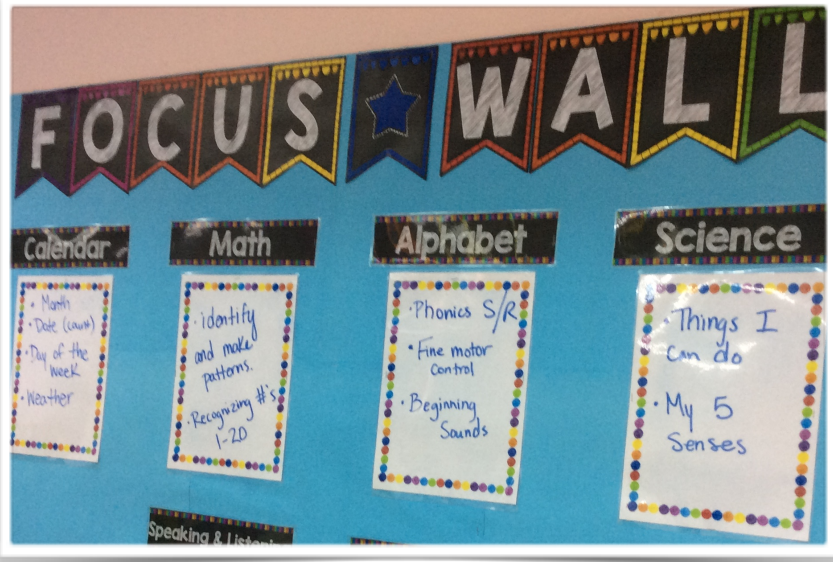 FOCUS WALL
Calendar
• Month
• Date (count)
• Day of the
week
• Weather
Math
• identify
and make
patterns.
• Recognizing #'s
1-20
Alphabet
• Phonics S/R
• Fine motor
control
• Beginning
Sounds
Science
• Things I
can do
• My 5
Senses
Speaking & Listening